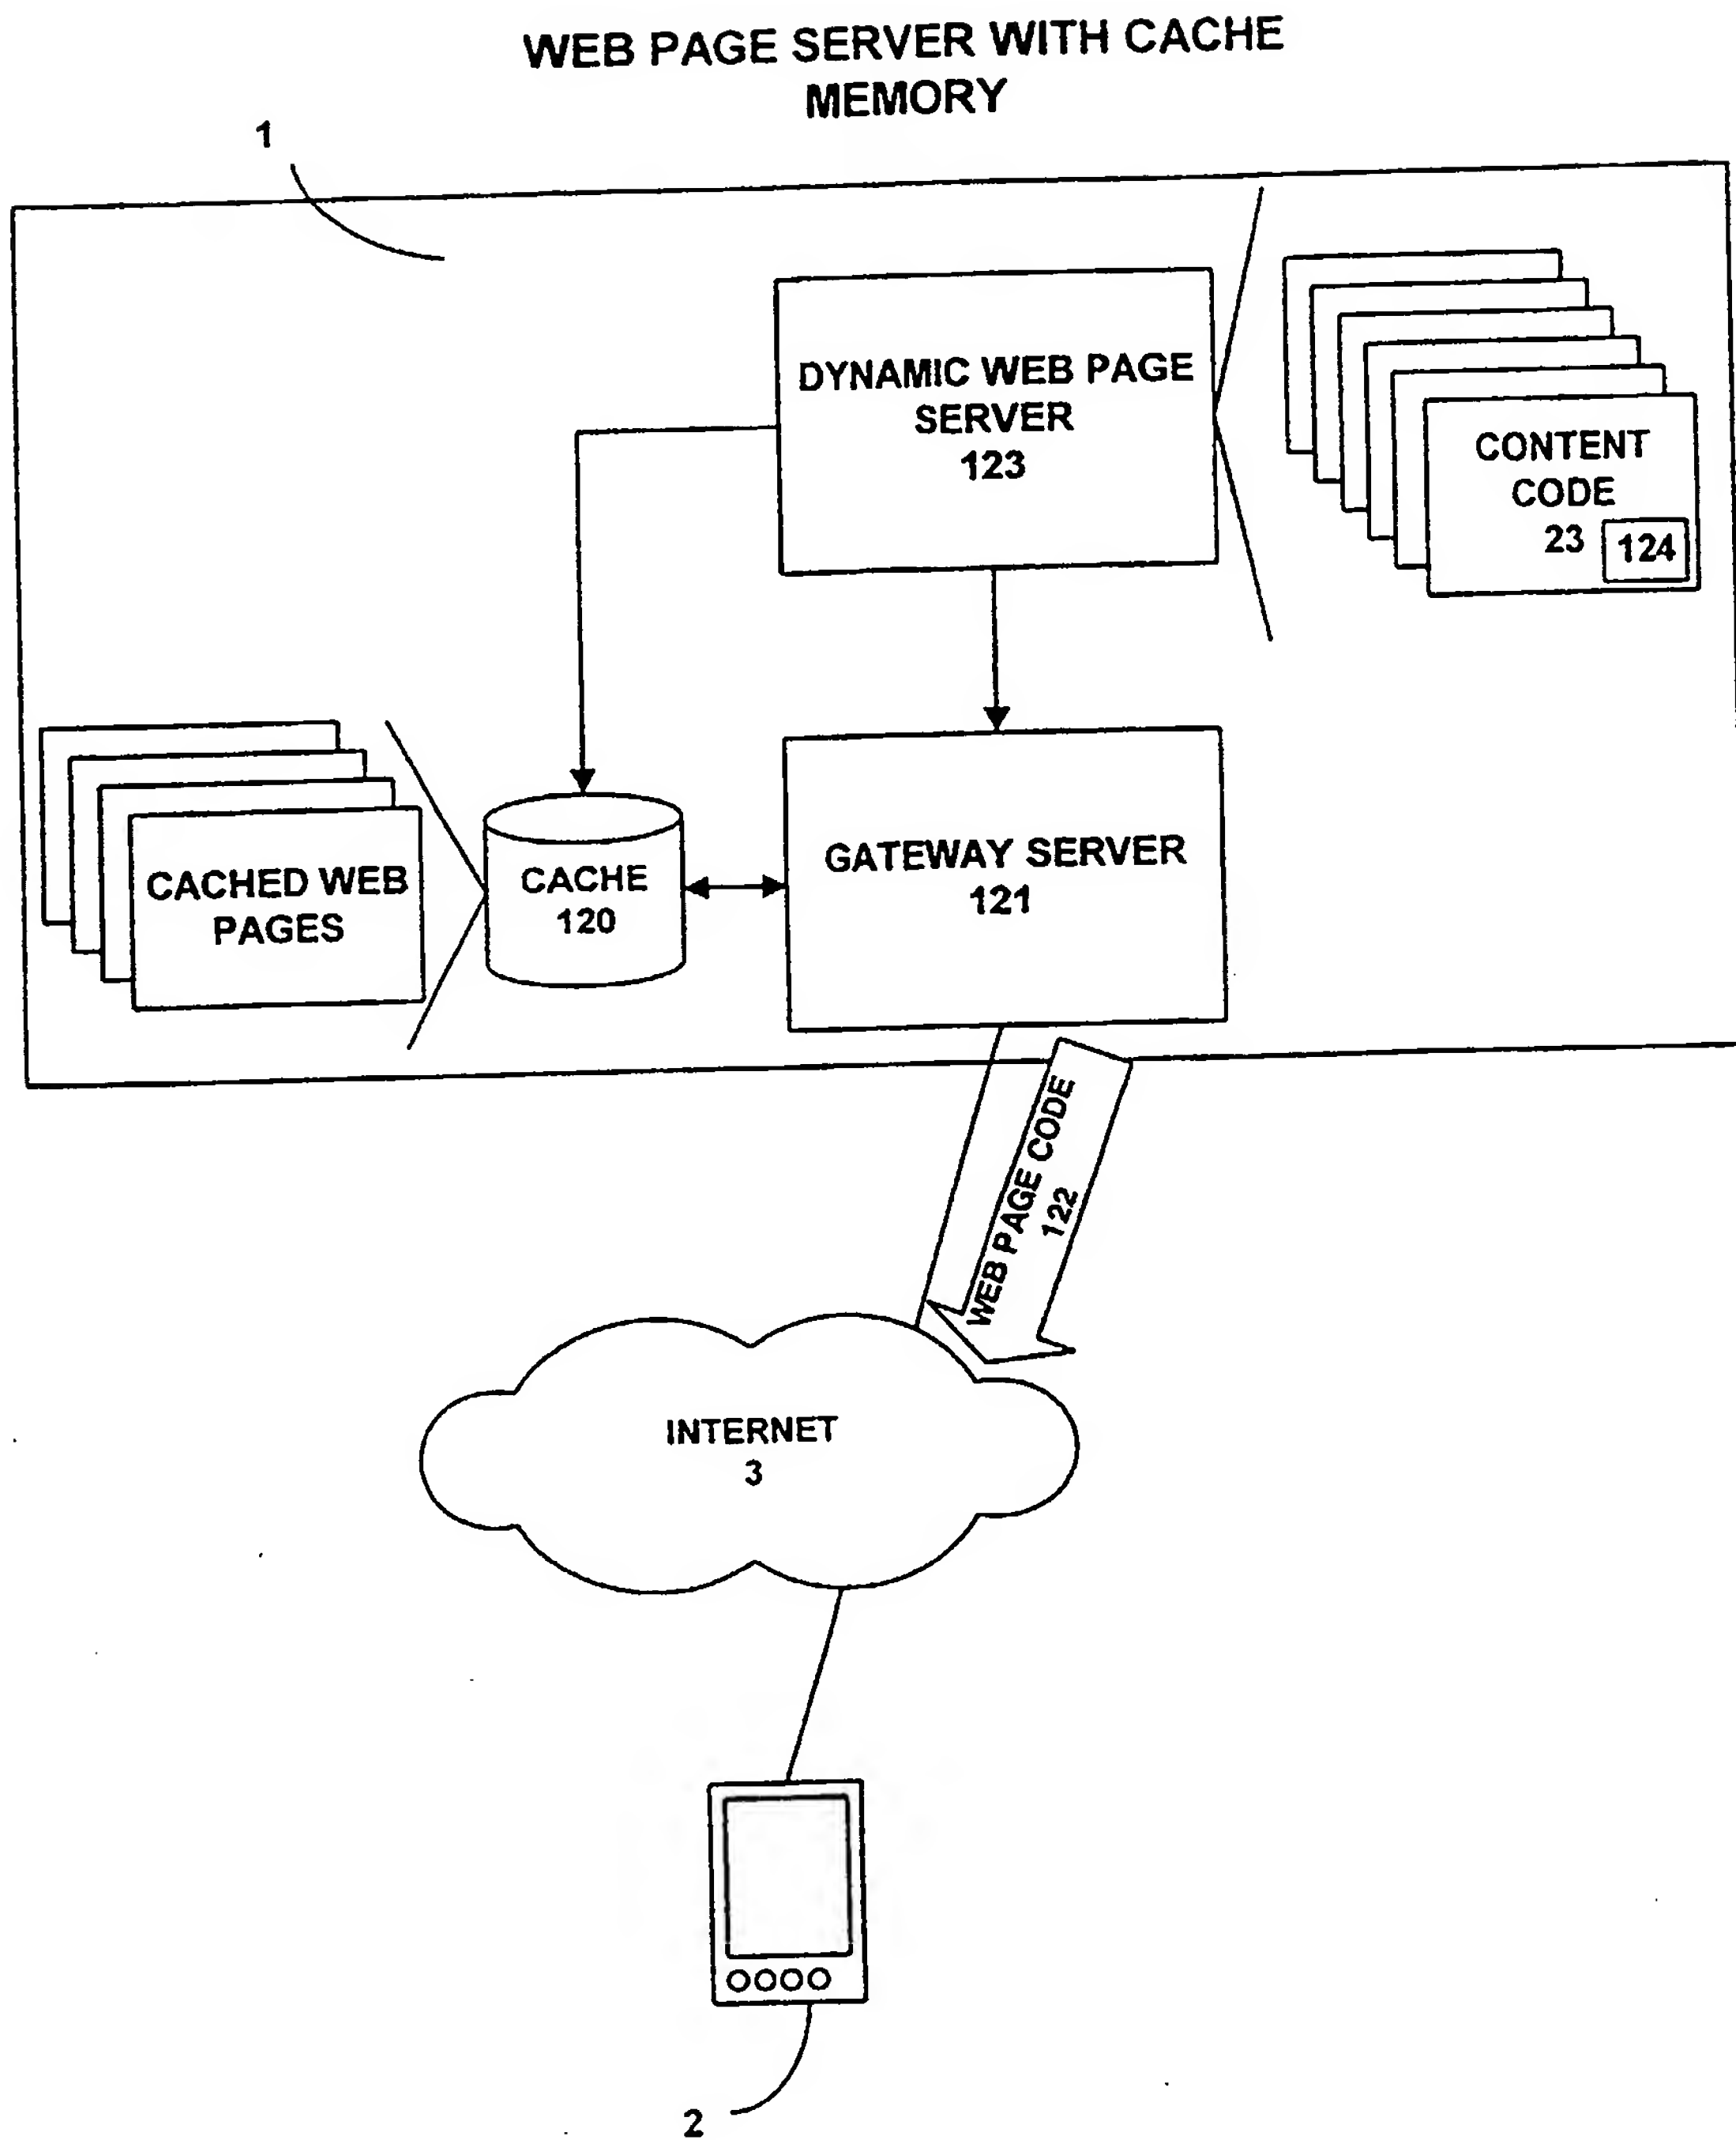 WEB PAGE SERVER WITH CACHE
MEMORY
1
DYNAMIC WEB PAGE
SERVER
123
CONTENT
CODE
23
124
CACHED WEB
PAGES
CACHE
120
GATEWAY SERVER
121
WEB PAGE CODE
122
INTERNET
3
2